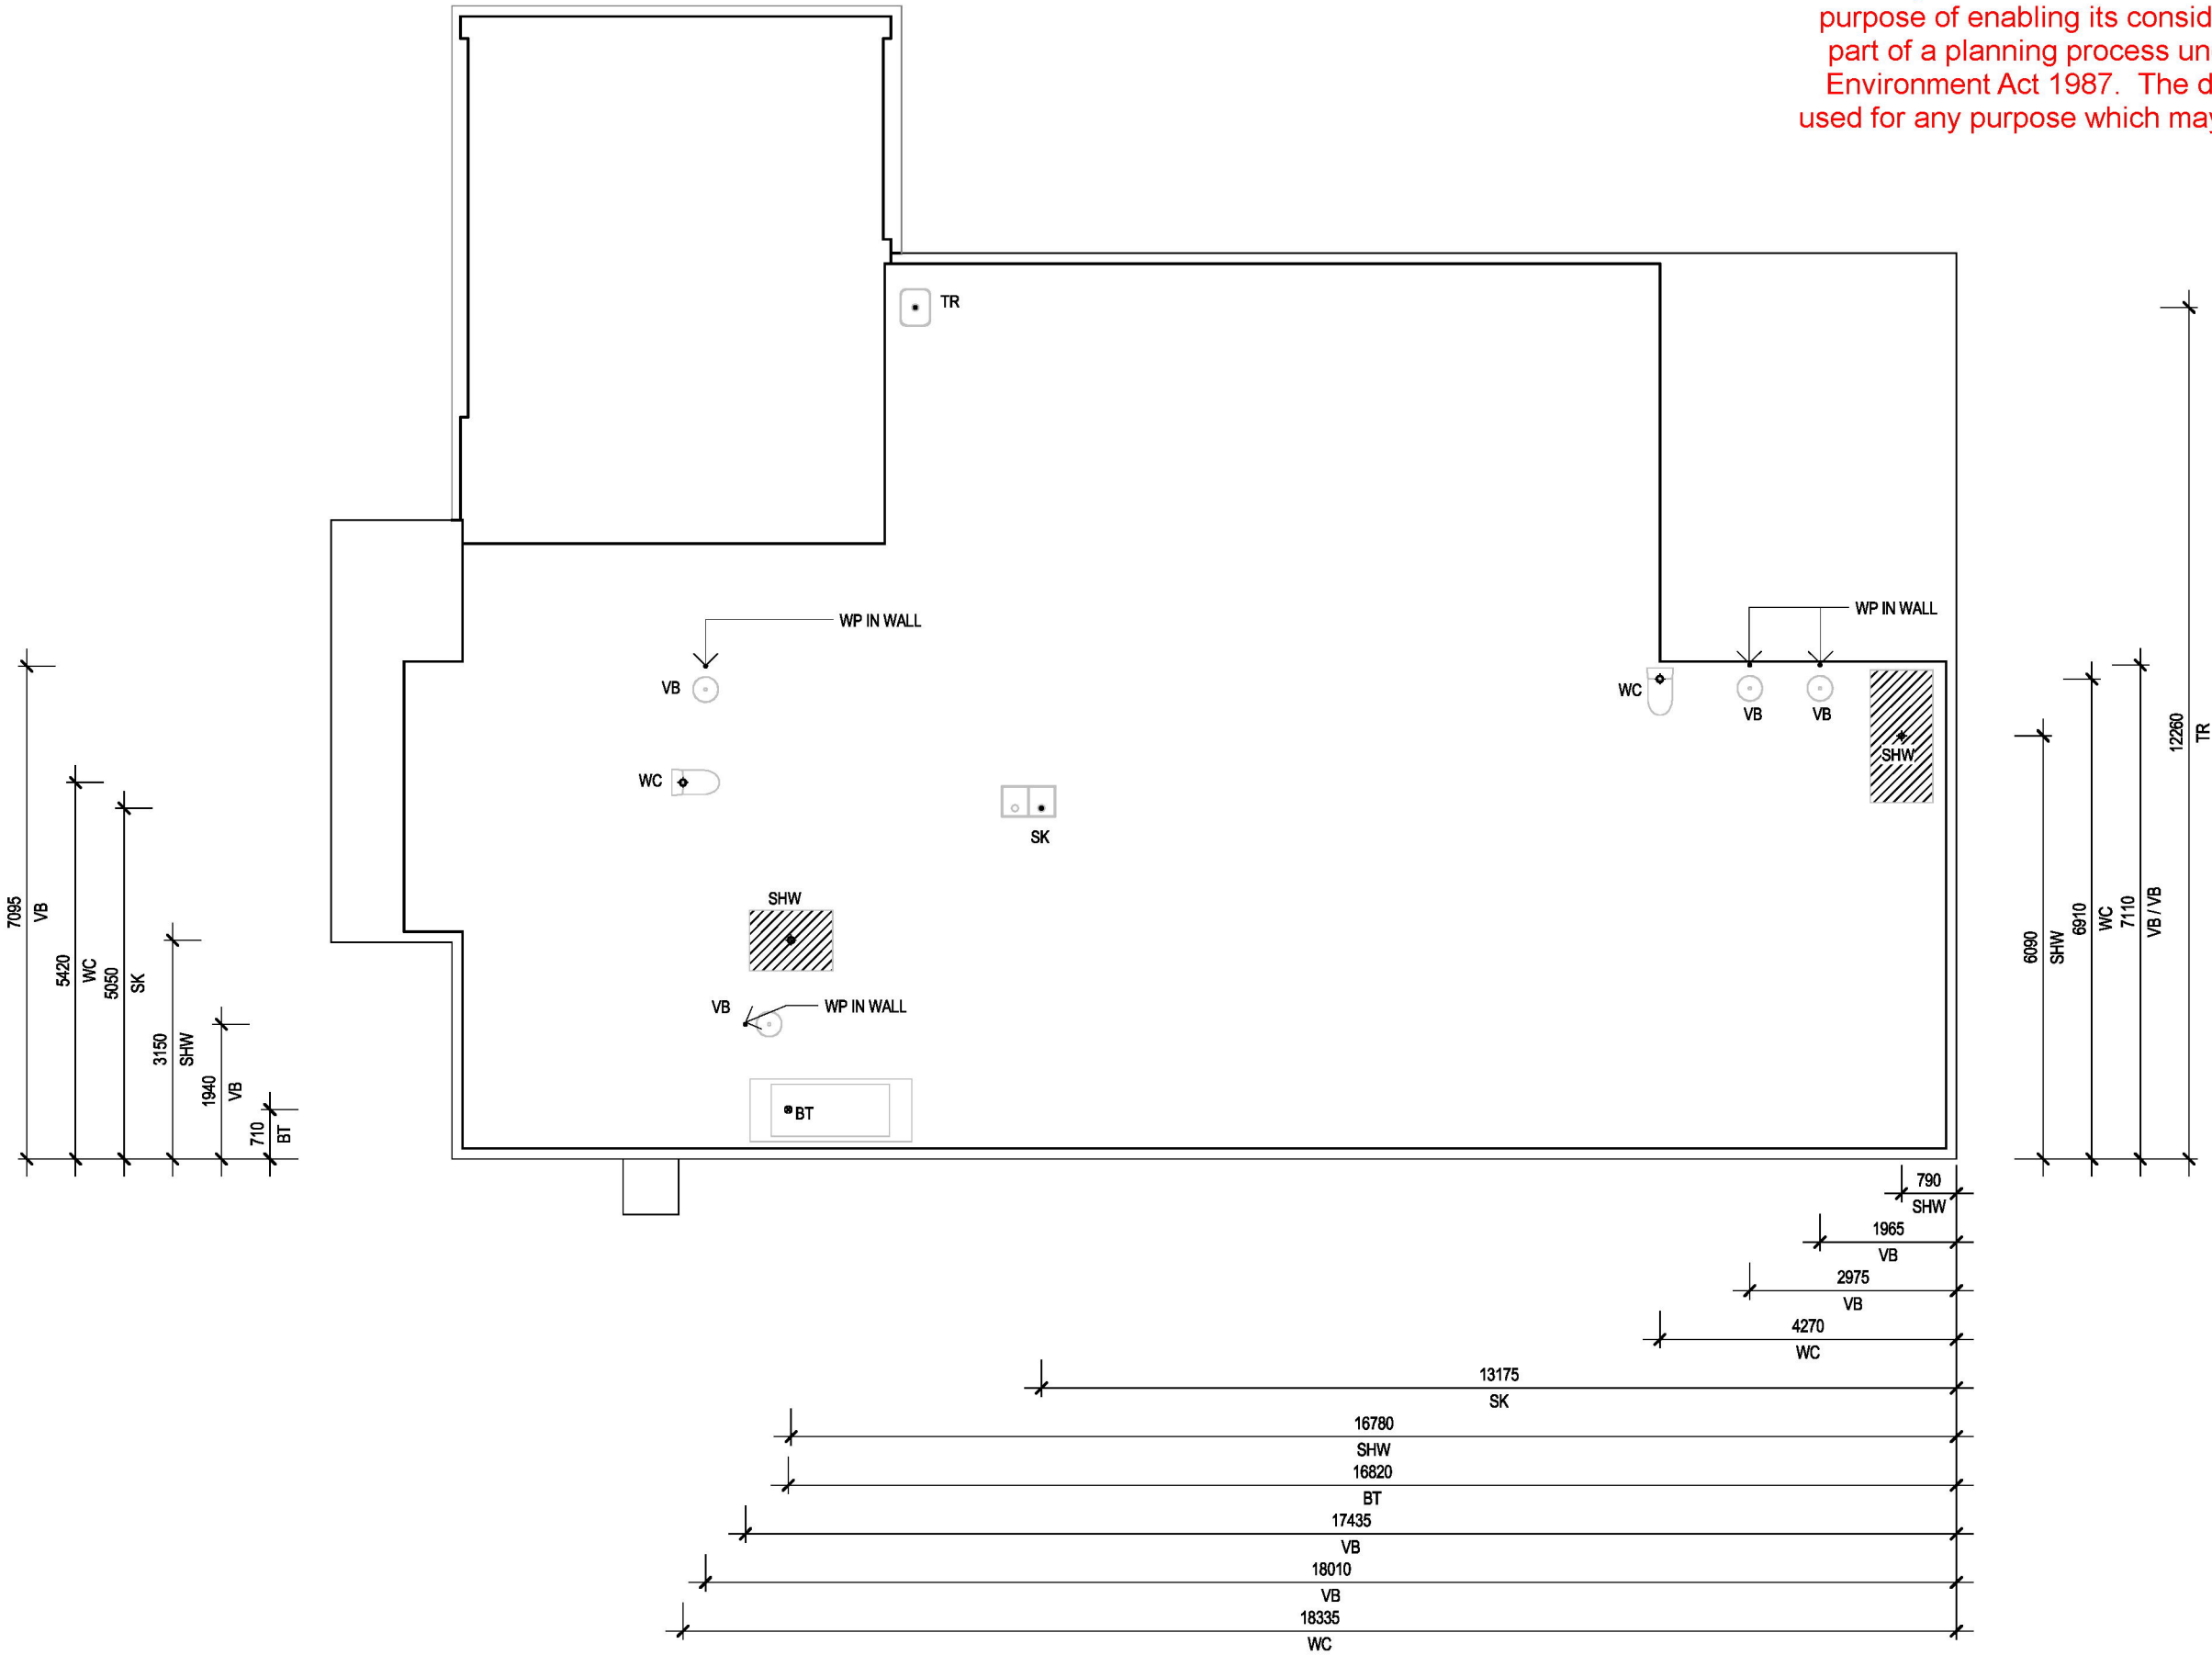 purpose of enabling its consid
part of a planning process un
Environment Act 1987. The d
used for any purpose which may
TR
WP IN WALL
WP IN WALL
VB
WC
VB
VB
SHW
WC
SK
SHW
VB
WP IN WALL
BT
7095
VB
5420
WC
5050
SK
3150
SHW
1940
VB
710
BT
6090
SHW
6910
WC
7110
VB / VB
12260
TR
790
SHW
1965
VB
2975
VB
4270
WC
13175
SK
16780
SHW
16820
BT
17435
VB
18010
VB
18335
WC